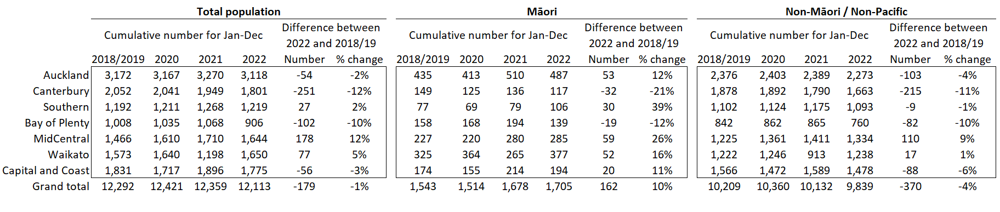 Total population Māori Non-Māori / Non-Pacific
Cumulative number for Jan-Dec Difference between 2022 and 2018/19 Cumulative number for Jan-Dec Difference between 2022 and 2018/19 Cumulative number for Jan-Dec Difference between 2022 and 2018/19
2018/2019 2020 2021 2022 Number % change 2018/2019 2020 2021 2022 Number % change 2018/2019 2020 2021 2022 Number % change
Auckland 3,172 3,167 3,270 3,118 -54 -2% 435 413 510 487 53 12% 2,376 2,403 2,389 2,273 -103 -4%
Canterbury 2,052 2,041 1,949 1,801 -251 -12% 149 125 136 117 -32 -21% 1,878 1,892 1,790 1,663 -215 -11%
Southern 1,192 1,211 1,268 1,219 27 2% 77 69 79 106 30 39% 1,102 1,124 1,175 1,093 -9 -1%
Bay of Plenty 1,008 1,035 1,068 906 -102 -10% 158 168 194 139 -19 -12% 842 862 865 760 -82 -10%
MidCentral 1,466 1,610 1,710 1,644 178 12% 227 220 280 285 59 26% 1,225 1,361 1,411 1,334 110 9%
Waikato 1,573 1,640 1,198 1,650 77 5% 325 364 265 377 52 16% 1,222 1,246 913 1,238 17 1%
Capital and Coast 1,831 1,717 1,896 1,775 -56 -3% 174 155 214 194 20 11% 1,566 1,472 1,589 1,478 -88 -6%
Grand total 12,292 12,421 12,359 12,113 -179 -1% 1,543 1,514 1,678 1,705 162 10% 10,209 10,360 10,132 9,839 -370 -4%